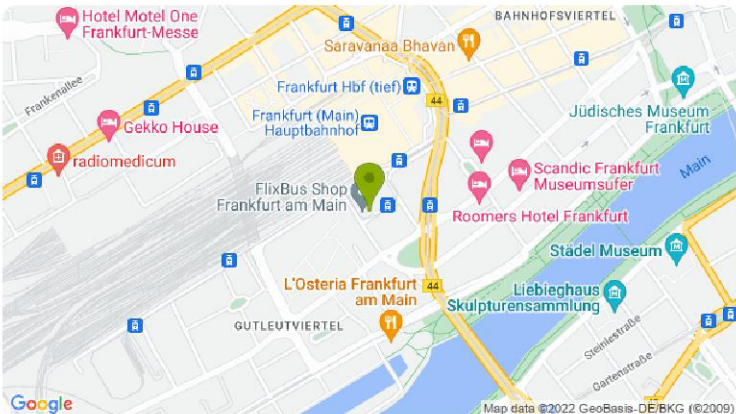 Hotel Motel One
Frankfurt-Messe
BAHNHOFSVIERTEL
Saravanaa Bhavan
Frankenallee
Frankfurt Hbf (tief)
44
Jüdisches Museum
Frankfurt
Gekko House
Frankfurt (Main)
Hauptbahnhof
radiomedicum
Main
Scandic Frankfurt
Museumsufer
FlixBus Shop
Frankfurt am Main
Roomers Hotel Frankfurt
Städel Museum
L'Osteria Frankfurt
am Main
44
Liebieghaus
Skulpturensammlung
GUTLEUTVIERTEL
Steinlestraße
Gartenstraße
Google
Map data ©2022 GeoBasis-DE/BKG (©2009)